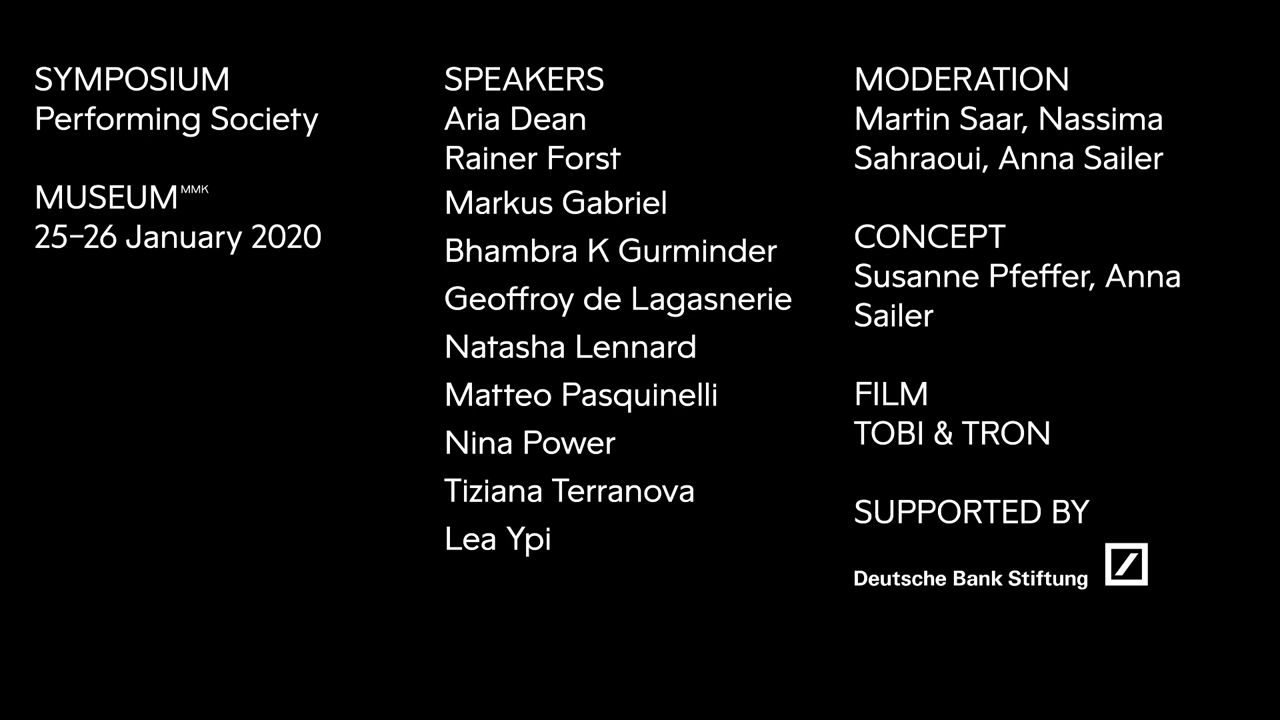 SYMPOSIUM
Performing Society
MUSEUMᴹᴹᴷ
25–26 January 2020
SPEAKERS
Aria Dean
Rainer Forst
Markus Gabriel
Bhambra K Gurminder
Geoffroy de Lagasnerie
Natasha Lennard
Matteo Pasquinelli
Nina Power
Tiziana Terranova
Lea Ypi
MODERATION
Martin Saar, Nassima
Sahraoui, Anna Sailer
CONCEPT
Susanne Pfeffer, Anna
Sailer
FILM
TOBI & TRON
SUPPORTED BY
Deutsche Bank Stiftung